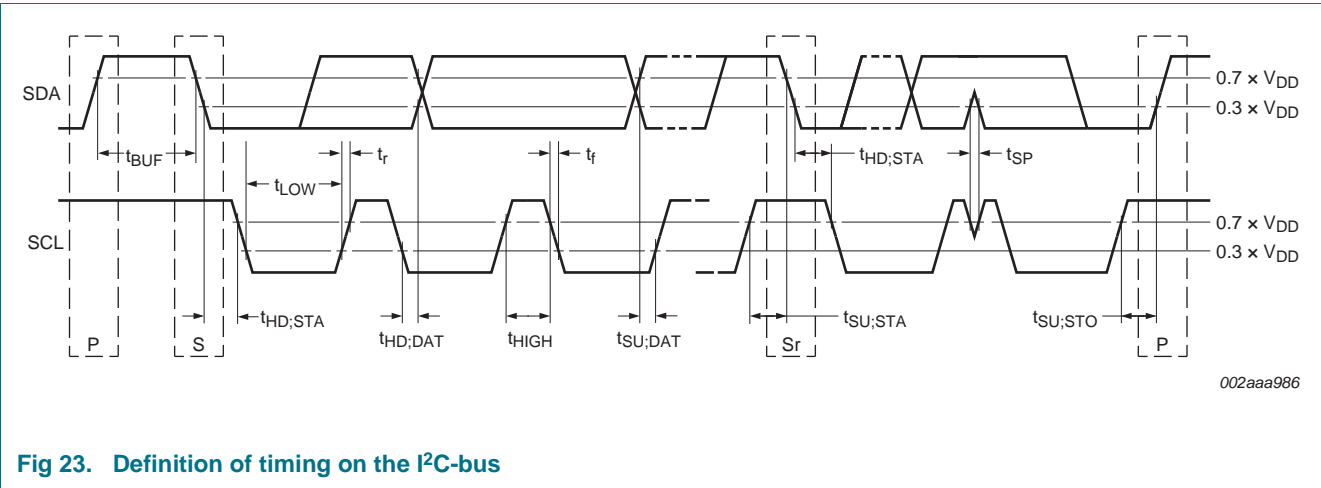 SDA
0.7 × VDD
0.3 × VDD
tBUF
tr
tf
tHD;STA
tSP
tLOW
SCL
0.7 × VDD
0.3 × VDD
tHD;STA
tHD;DAT
tHIGH
tSU;DAT
tSU;STA
tSU;STO
P
S
Sr
P
002aaa986
Fig 23. Definition of timing on the I²C-bus